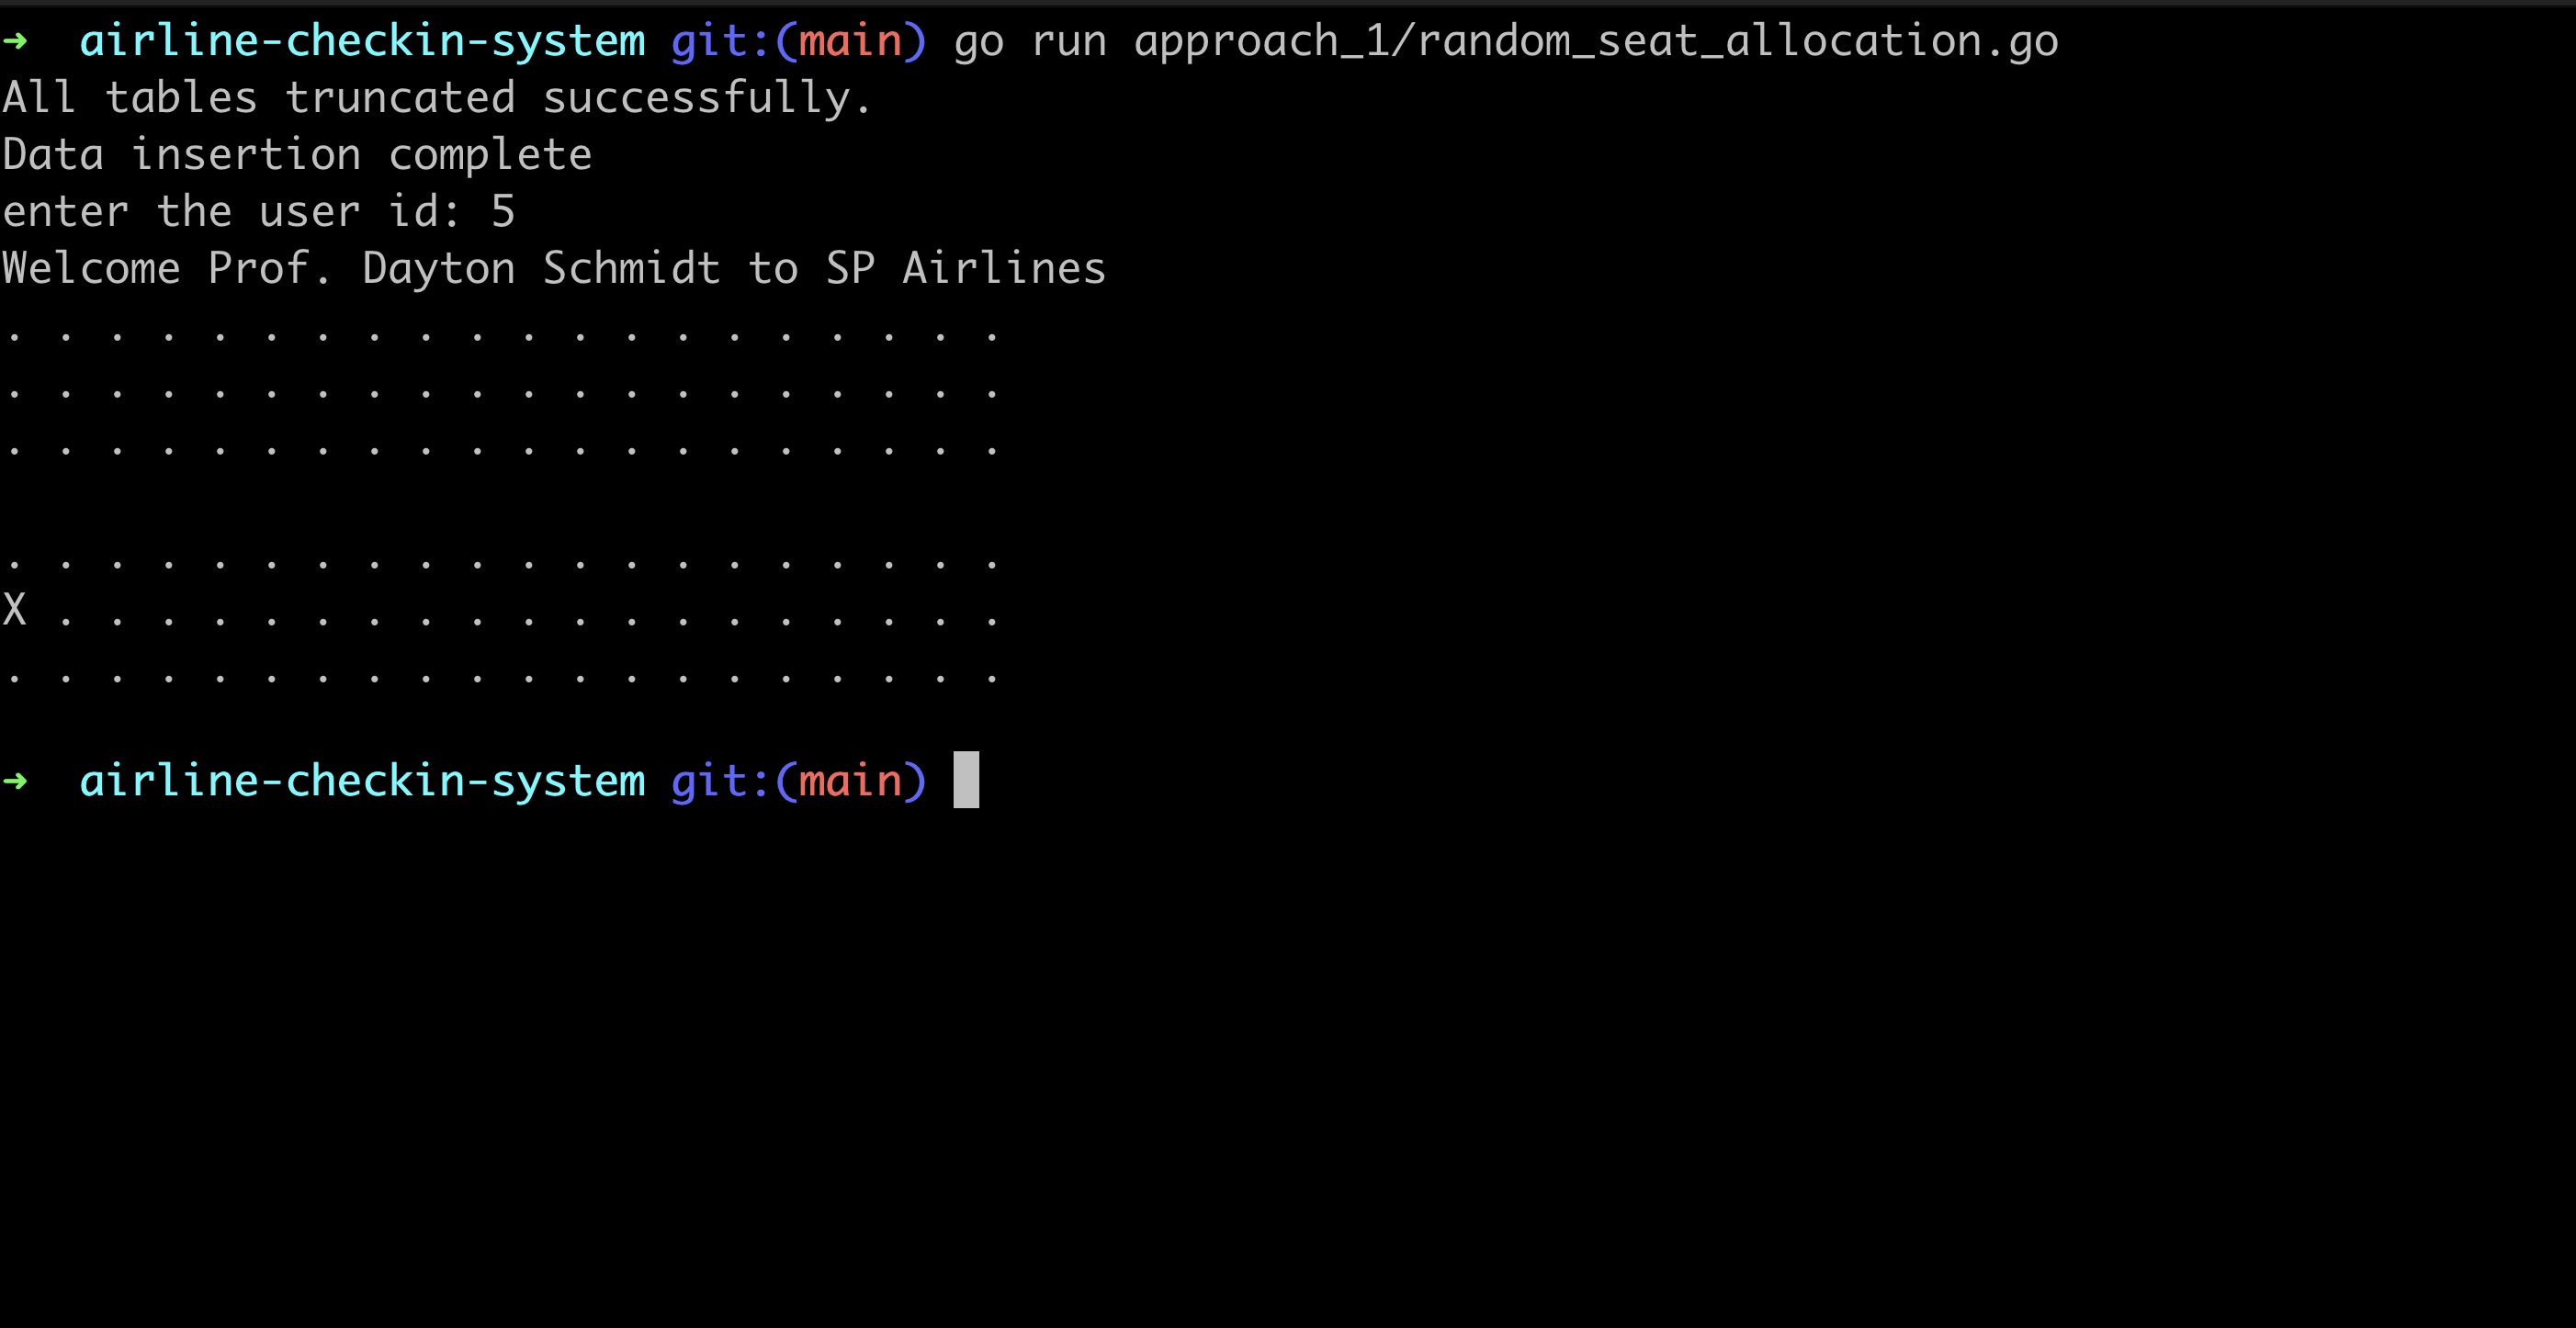 ➜  airline-checkin-system git:(main) go run approach_1/random_seat_allocation.go
All tables truncated successfully.
Data insertion complete
enter the user id: 5
Welcome Prof. Dayton Schmidt to SP Airlines
. . . . . . . . . . . . . . . . . . . .
. . . . . . . . . . . . . . . . . . . .
. . . . . . . . . . . . . . . . . . . .
. . . . . . . . . . . . . . . . . . . .
X . . . . . . . . . . . . . . . . . . .
. . . . . . . . . . . . . . . . . . . .
➜  airline-checkin-system git:(main)